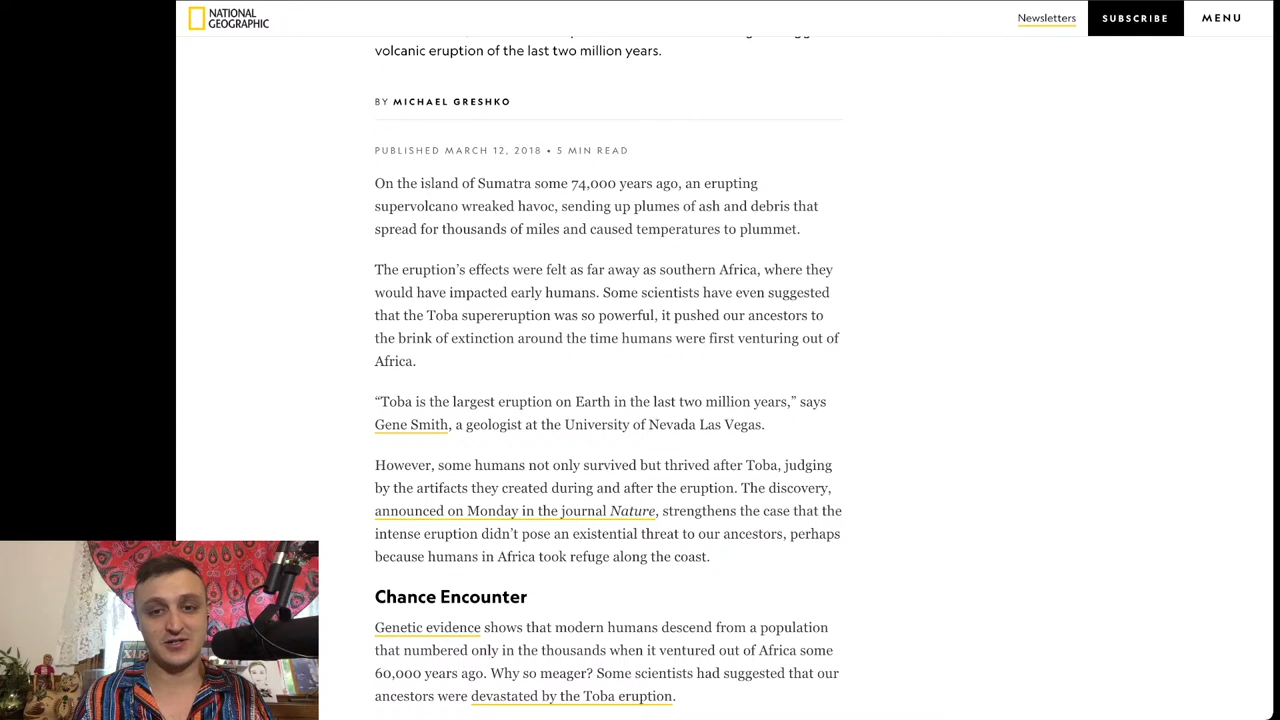 NATIONAL
GEOGRAPHIC
Newsletters
SUBSCRIBE
MENU
volcanic eruption of the last two million years.
BY MICHAEL GRESHKO
PUBLISHED MARCH 12, 2018 • 5 MIN READ
On the island of Sumatra some 74,000 years ago, an erupting
supervolcano wreaked havoc, sending up plumes of ash and debris that
spread for thousands of miles and caused temperatures to plummet.
The eruption’s effects were felt as far away as southern Africa, where they
would have impacted early humans. Some scientists have even suggested
that the Toba supereruption was so powerful, it pushed our ancestors to
the brink of extinction around the time humans were first venturing out of
Africa.
“Toba is the largest eruption on Earth in the last two million years,” says
Gene Smith, a geologist at the University of Nevada Las Vegas.
However, some humans not only survived but thrived after Toba, judging
by the artifacts they created during and after the eruption. The discovery,
announced on Monday in the journal Nature, strengthens the case that the
intense eruption didn’t pose an existential threat to our ancestors, perhaps
because humans in Africa took refuge along the coast.
Chance Encounter
Genetic evidence shows that modern humans descend from a population
that numbered only in the thousands when it ventured out of Africa some
60,000 years ago. Why so meager? Some scientists had suggested that our
ancestors were devastated by the Toba eruption.